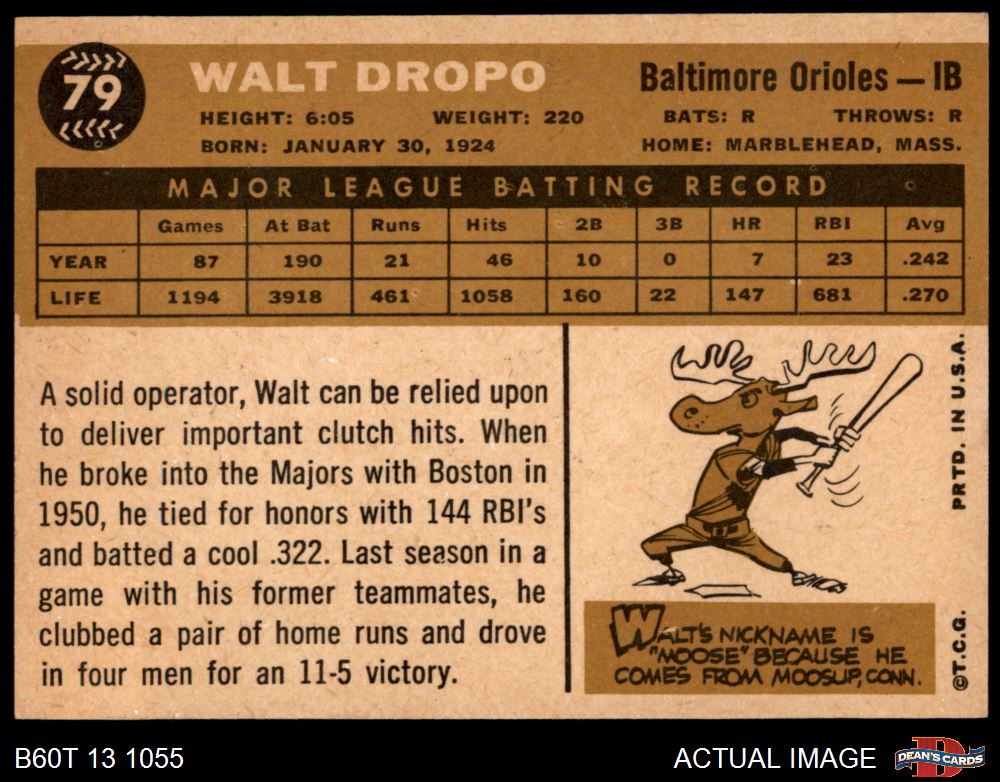 79
WALT DROPO
Baltimore Orioles — 1B
HEIGHT: 6:05 WEIGHT: 220 BATS: R THROWS: R
BORN: JANUARY 30, 1924 HOME: MARBLEHEAD, MASS.
MAJOR LEAGUE BATTING RECORD
Games At Bat Runs Hits 2B 3B HR RBI Avg
YEAR 87 190 21 46 10 0 7 23 .242
LIFE 1194 3918 461 1058 160 22 147 681 .270
A solid operator, Walt can be relied upon
to deliver important clutch hits. When
he broke into the Majors with Boston in
1950, he tied for honors with 144 RBI's
and batted a cool .322. Last season in a
game with his former teammates, he
clubbed a pair of home runs and drove
in four men for an 11-5 victory.
WALT'S NICKNAME IS
"MOOSE" BECAUSE HE
COMES FROM MOOSUP, CONN.
©T.C.G. PRTD. IN U.S.A.
B60T 13 1055
ACTUAL IMAGE
D
DEAN'S CARDS